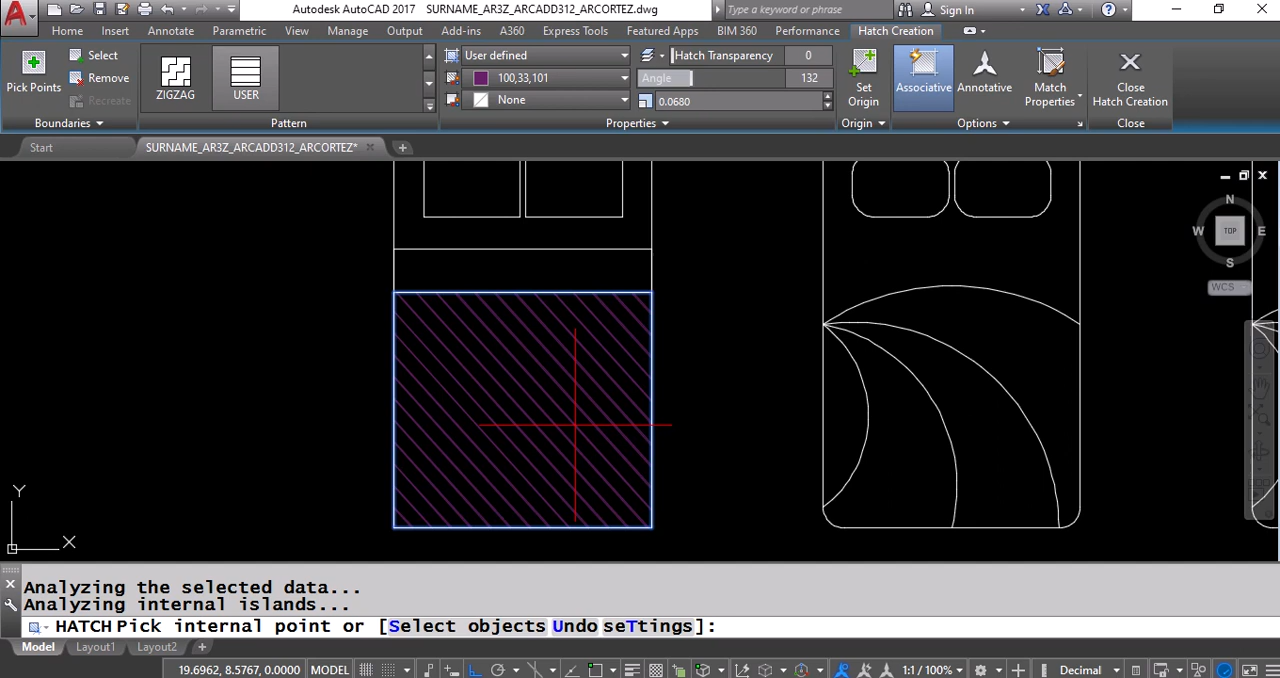 Autodesk AutoCAD 2017 SURNAME_AR3Z_ARCADD312_ARCORTEZ.dwg Type a keyword or phrase Sign In
Home Insert Annotate Parametric View Manage Output Add-ins A360 Express Tools Featured Apps BIM 360 Performance Hatch Creation
Pick Points Select Remove Recreate
ZIGZAG USER
User defined Hatch Transparency 0
100,33,101 Angle 132
None 0.0680
Set Origin Associative Annotative Match Properties Close Hatch Creation
Boundaries Pattern Properties Origin Options Close
Start SURNAME_AR3Z_ARCADD312_ARCORTEZ*
N
W TOP E
S
WCS
Y
X
Analyzing the selected data...
Analyzing internal islands...
HATCH Pick internal point or [Select objects Undo seTtings]:
Model Layout1 Layout2
19.6962, 8.5767, 0.0000 MODEL 1:1 / 100% Decimal